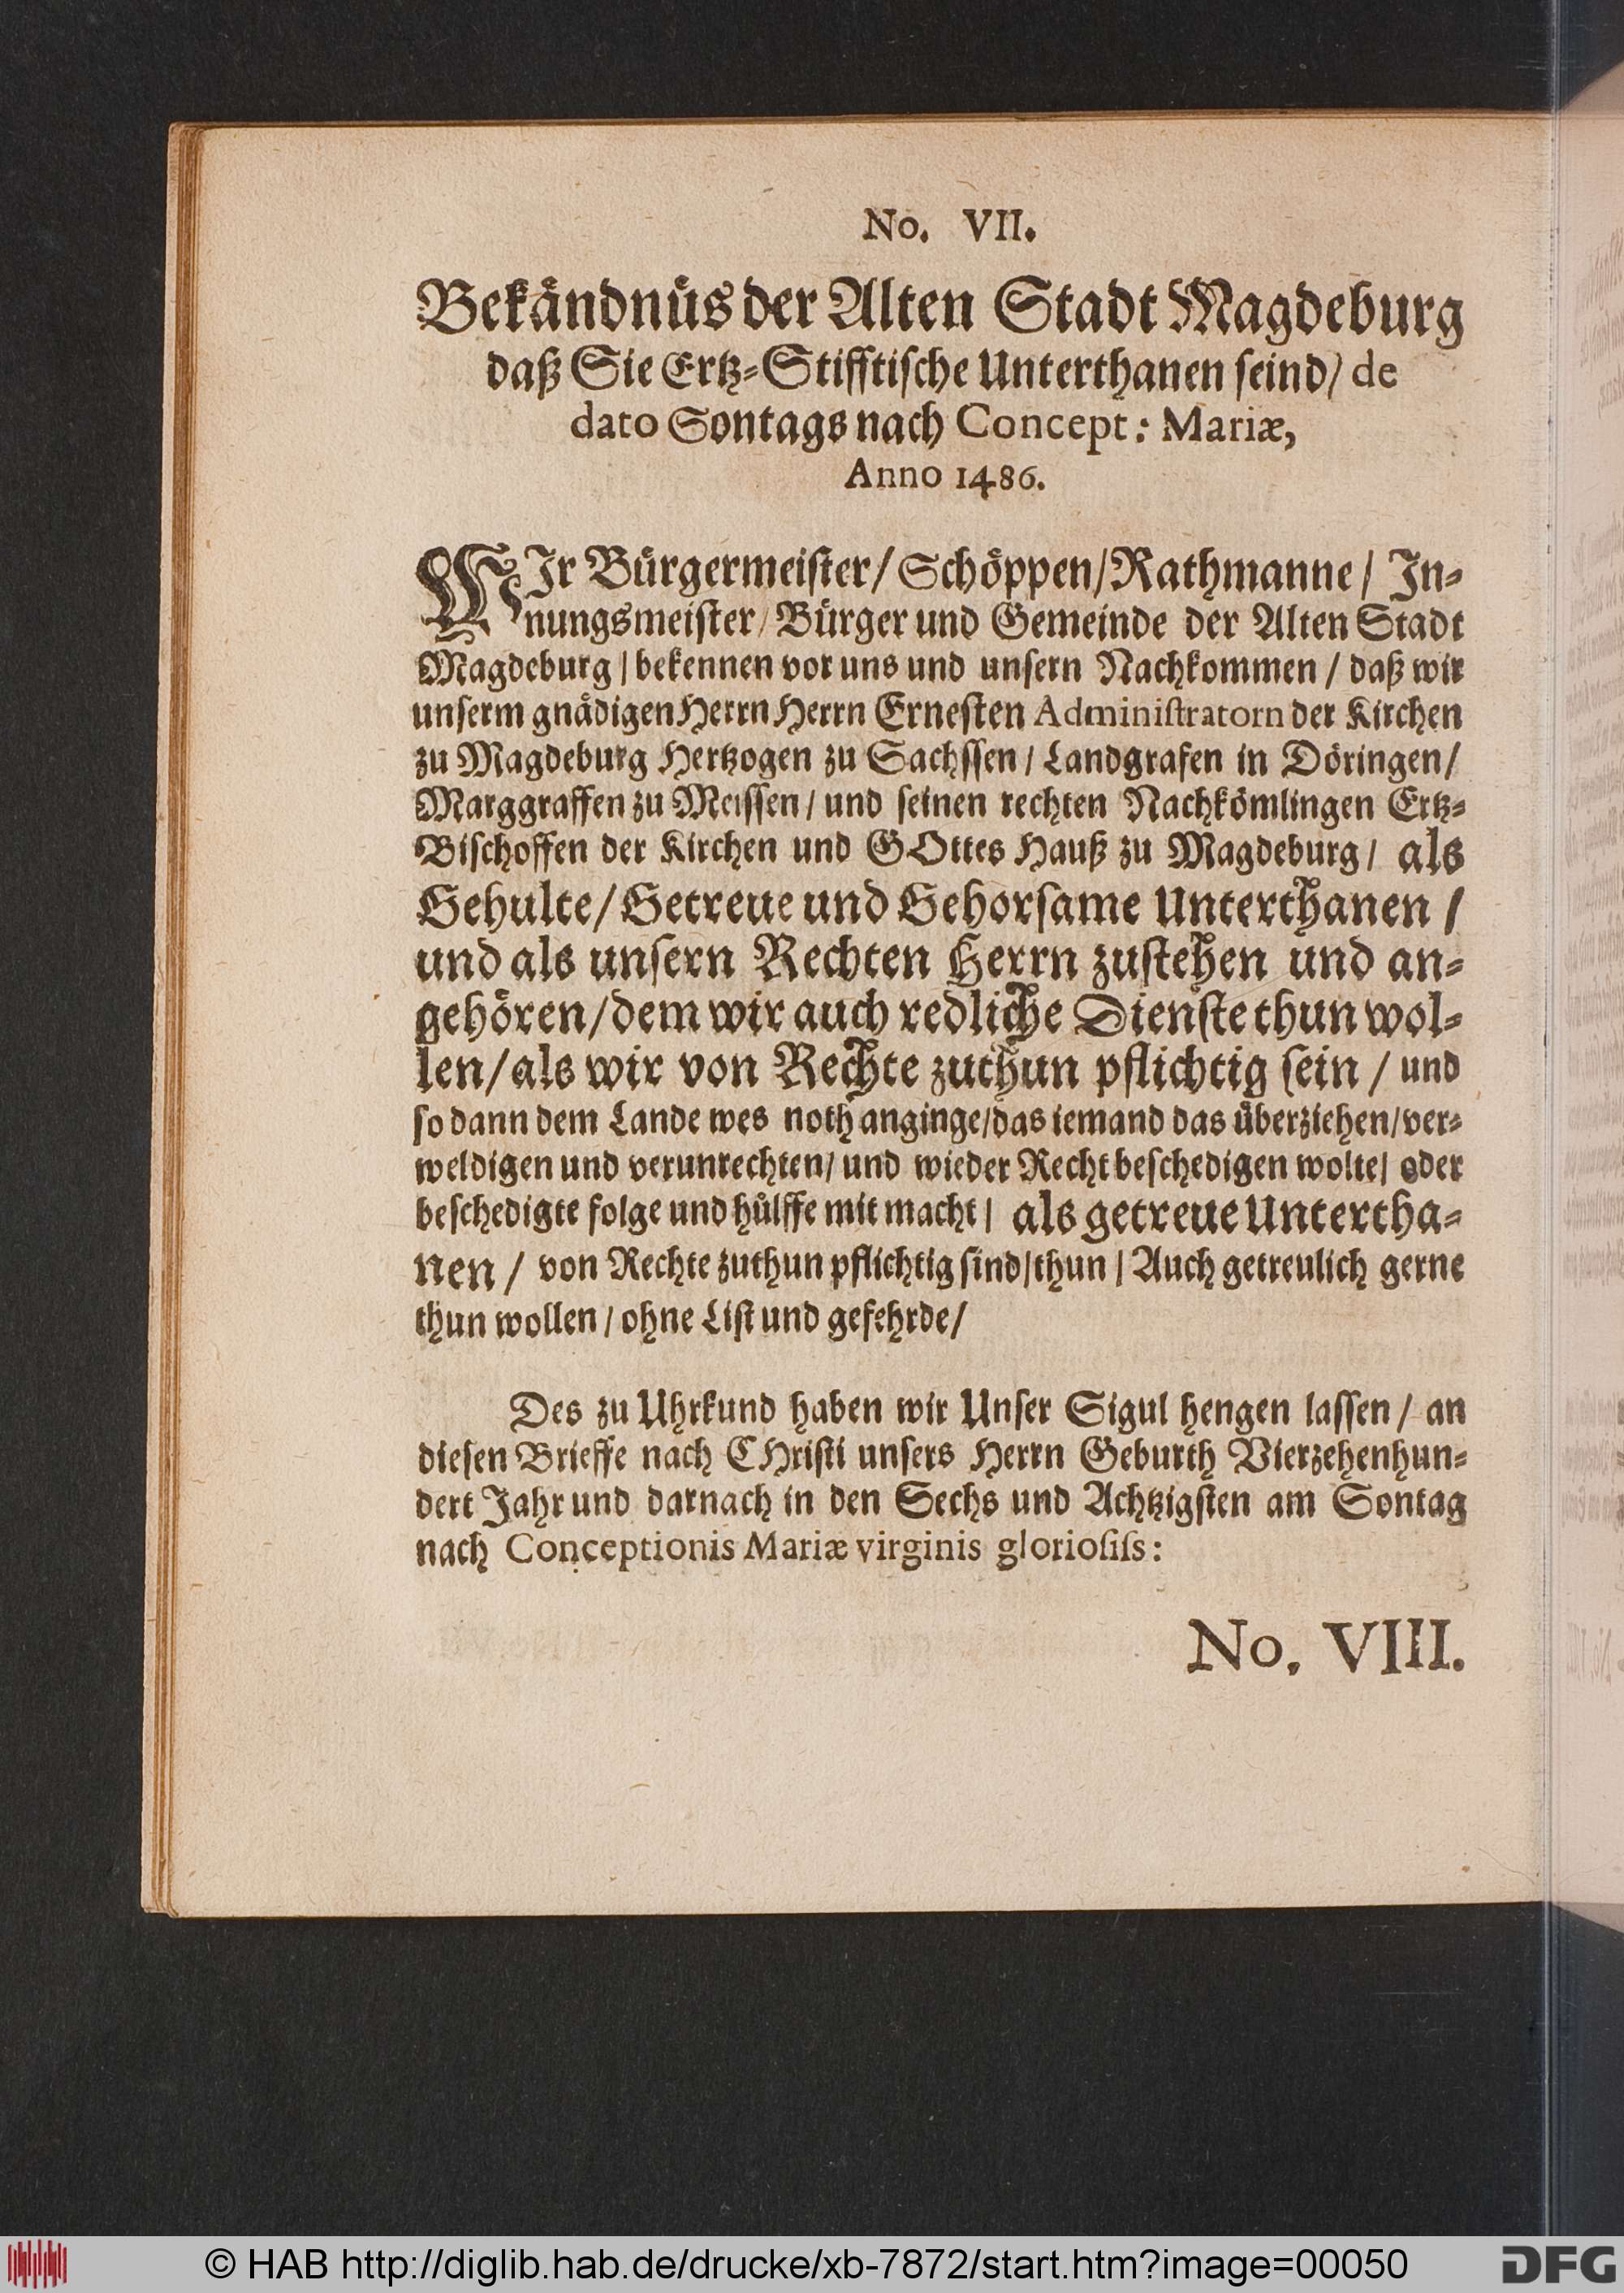 No. VII.
Bekändnüs der Alten Stadt Magdeburg
daß Sie Ertz-Stifftische Unterthanen seind/ de
dato Sontags nach Concept: Mariæ,
Anno 1486.
WIr Bürgermeister/ Schöppen/ Rathmanne/ In-
nungsmeister/ Bürger und Gemeinde der Alten Stadt
Magdeburg/ bekennen vor uns und unsern Nachkommen/ daß wir
unserm gnädigen Herrn Herrn Ernesten Administratorn der Kirchen
zu Magdeburg Hertzogen zu Sachssen/ Landgrafen in Döringen/
Marggraffen zu Meissen/ und seinen rechten Nachkömlingen Ertz-
Bischoffen der Kirchen und GOttes Hauß zu Magdeburg/ als
Gehulte/ Getreue und Gehorsame Unterthanen/
und als unsern Rechten Herrn zustehen und an-
gehören/ dem wir auch redliche Dienste thun wol-
len/ als wir von Rechte zuthun pflichtig sein/ und
so dann dem Lande wes noth anginge/ das iemand das überziehen/ ver-
weldigen und verunrechten/ und wieder Recht beschedigen wolte/ oder
beschedigte folge und hülffe mit macht/ als getreue Untertha-
nen/ von Rechte zuthun pflichtig sind/ thun/ Auch getreulich gerne
thun wollen/ ohne List und gefehrde/
Des zu Uhrkund haben wir Unser Sigul hengen lassen/ an
diesen Brieffe nach CHristi unsers Herrn Geburth Vierzehenhun-
dert Jahr und darnach in den Sechs und Achtzigsten am Sontag
nach Conceptionis Mariæ virginis gloriosiss:
No. VIII.
© HAB http://diglib.hab.de/drucke/xb-7872/start.htm?image=00050
DFG